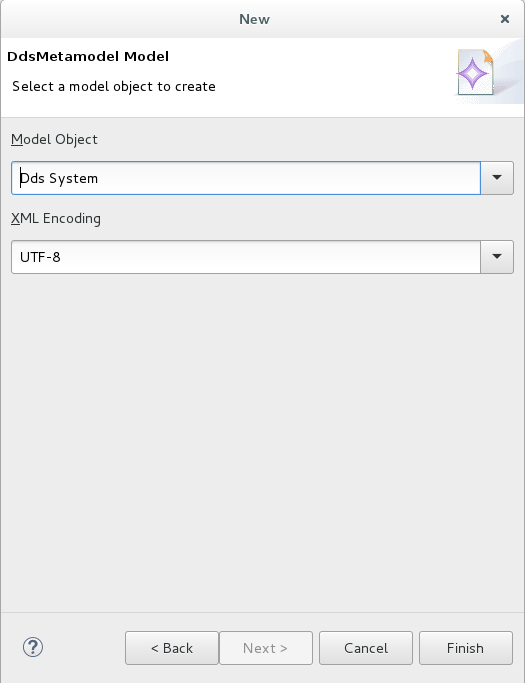 New
DdsMetamodel Model
Select a model object to create
Model Object
Dds System
XML Encoding
UTF-8
< Back Next > Cancel Finish